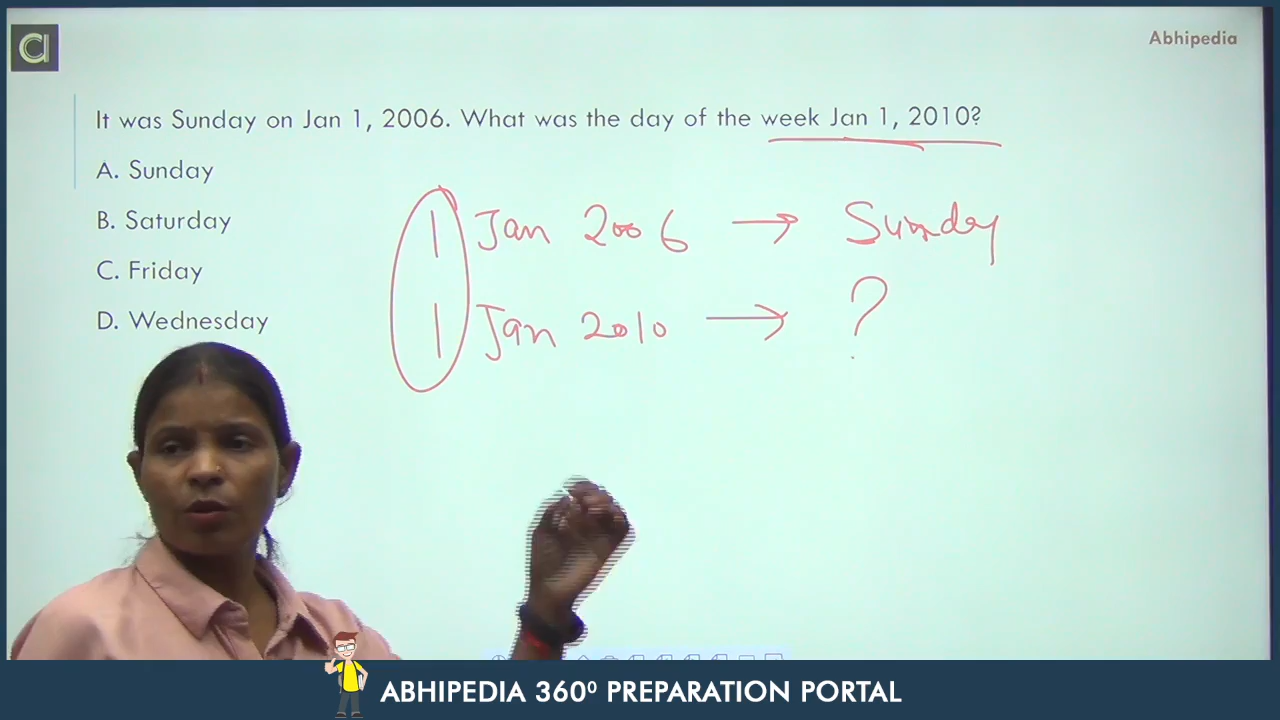 Abhipedia
It was Sunday on Jan 1, 2006. What was the day of the week Jan 1, 2010?
A. Sunday
B. Saturday
C. Friday
D. Wednesday
1 Jan 2006 → Sunday
1 Jan 2010 → ?
ABHIPEDIA 360⁰ PREPARATION PORTAL